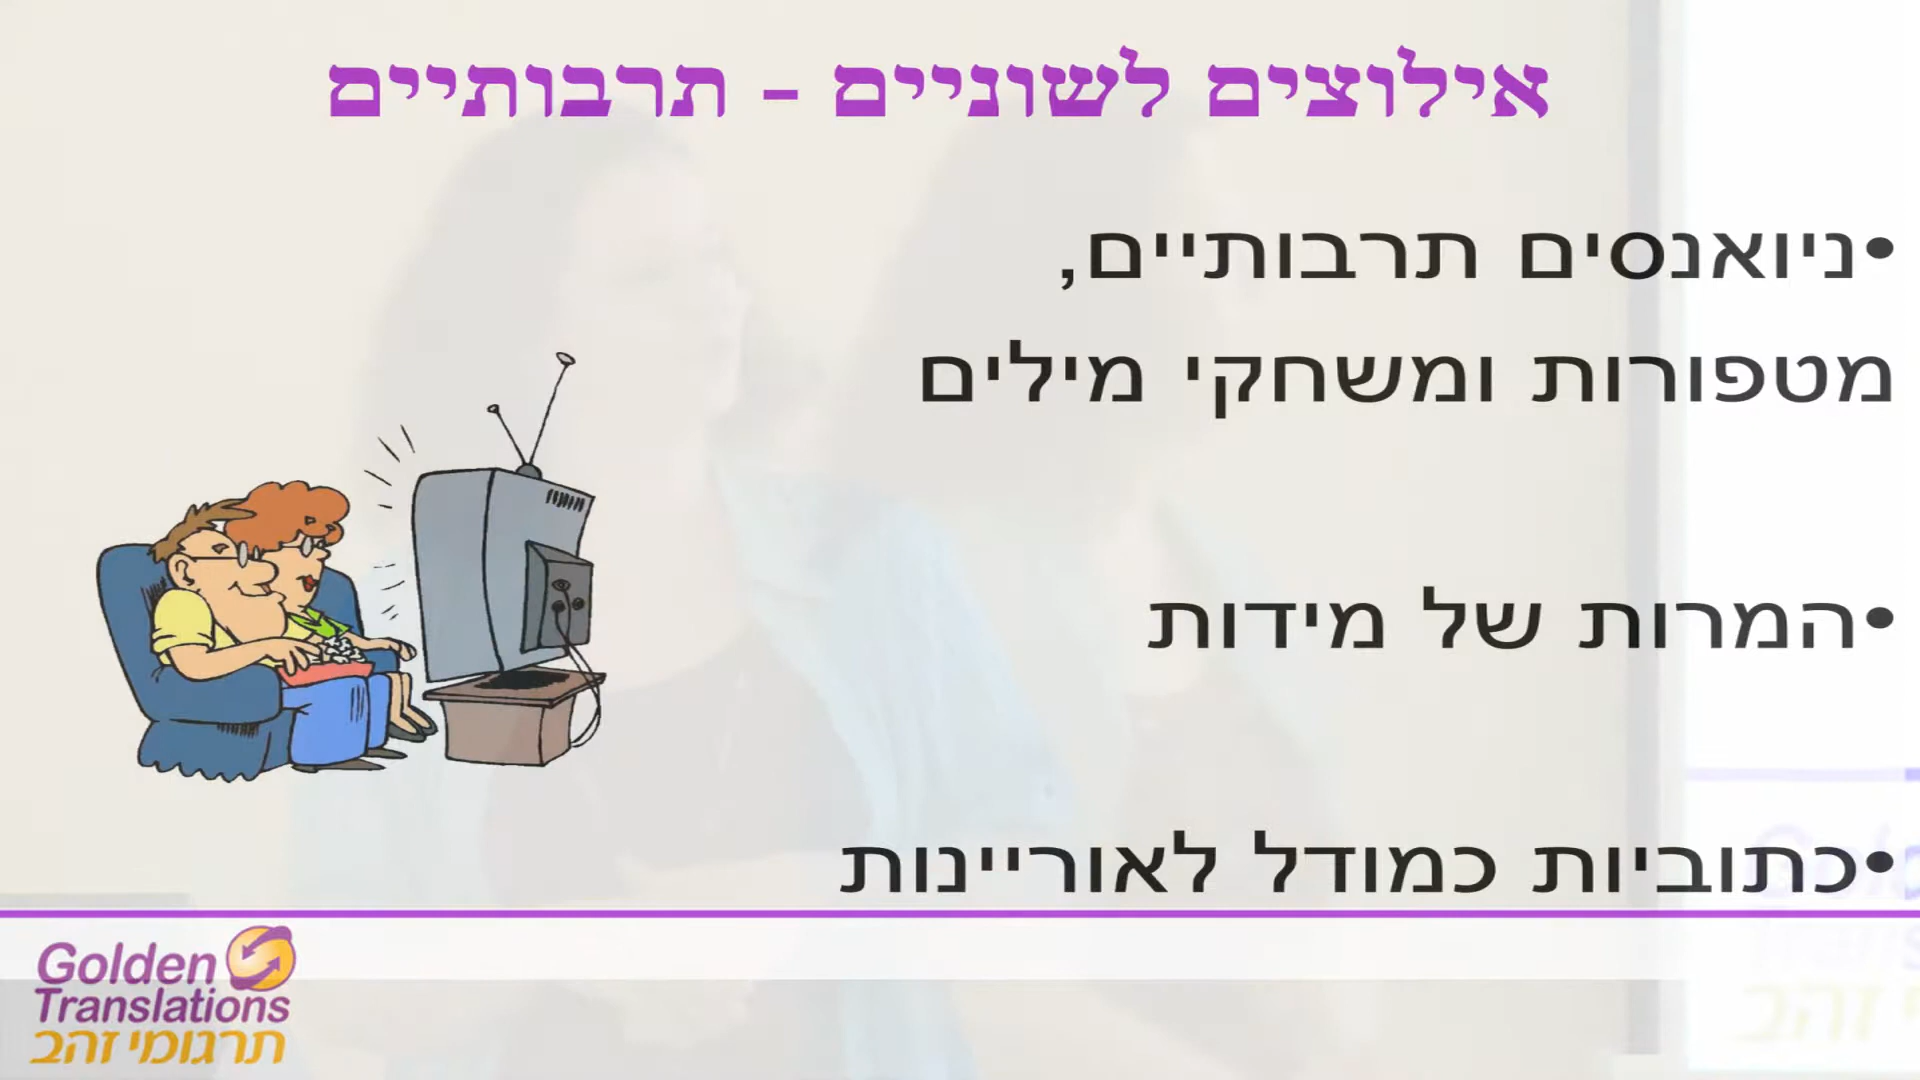 אילוצים לשוניים - תרבותיים
•ניואנסים תרבותיים,
מטפורות ומשחקי מילים
•המרות של מידות
•כתוביות כמודל לאוריינות
Golden
Translations
תרגומי זהב